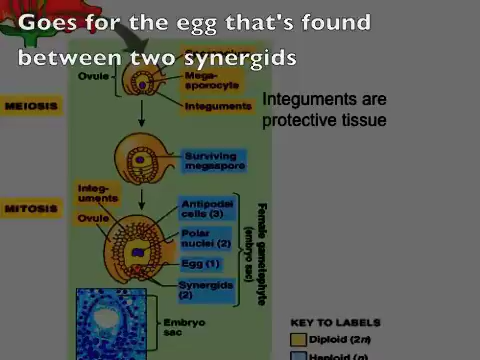 Goes for the egg that's found
between two synergids
Ovule
Mega-
sporocyte
Integuments
MEIOSIS
Integuments are
protective tissue
Surviving
megaspore
MITOSIS
Integ-
uments
Ovule
Antipodal
cells (3)
Polar
nuclei (2)
Egg (1)
Synergids
(2)
Female gametophyte
(embryo sac)
Embryo
sac
KEY TO LABELS
Diploid (2n)
Haploid (n)